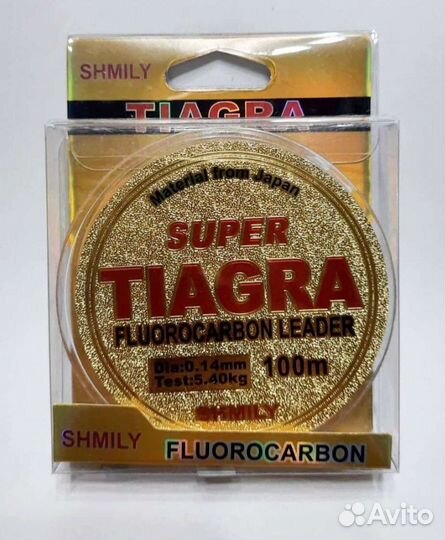 SHMILY
TIAGRA
Material from Japan
SUPER
TIAGRA
FLUOROCARBON LEADER
Dia:0.14mm
Test:5.40kg
100m
SHMILY
SHMILY
FLUOROCARBON
Avito